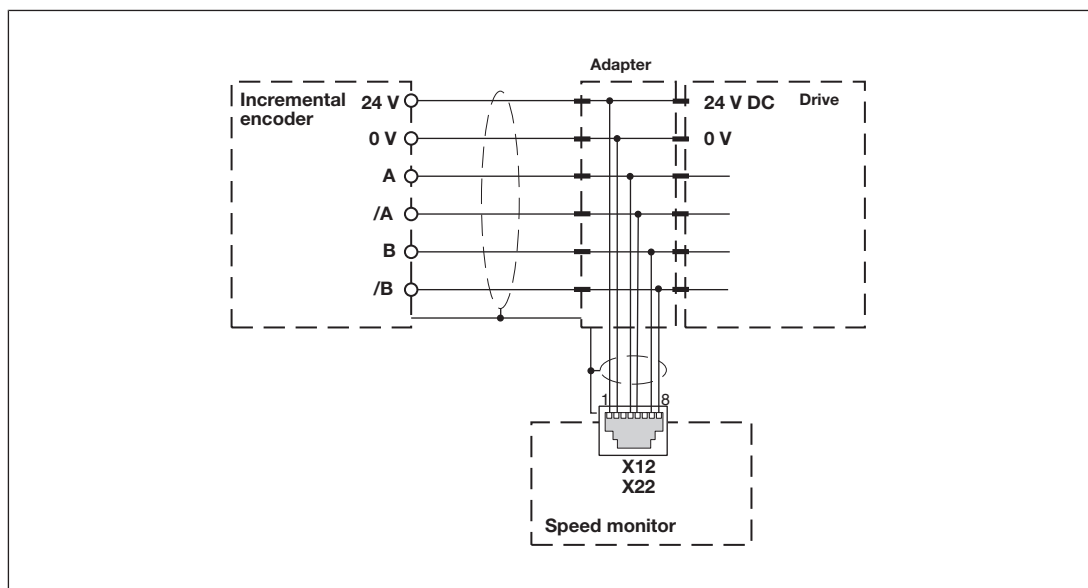 Adapter
Incremental
encoder
24 V
24 V DC
Drive
0 V
0 V
A
/A
B
/B
1
8
X12
X22
Speed monitor